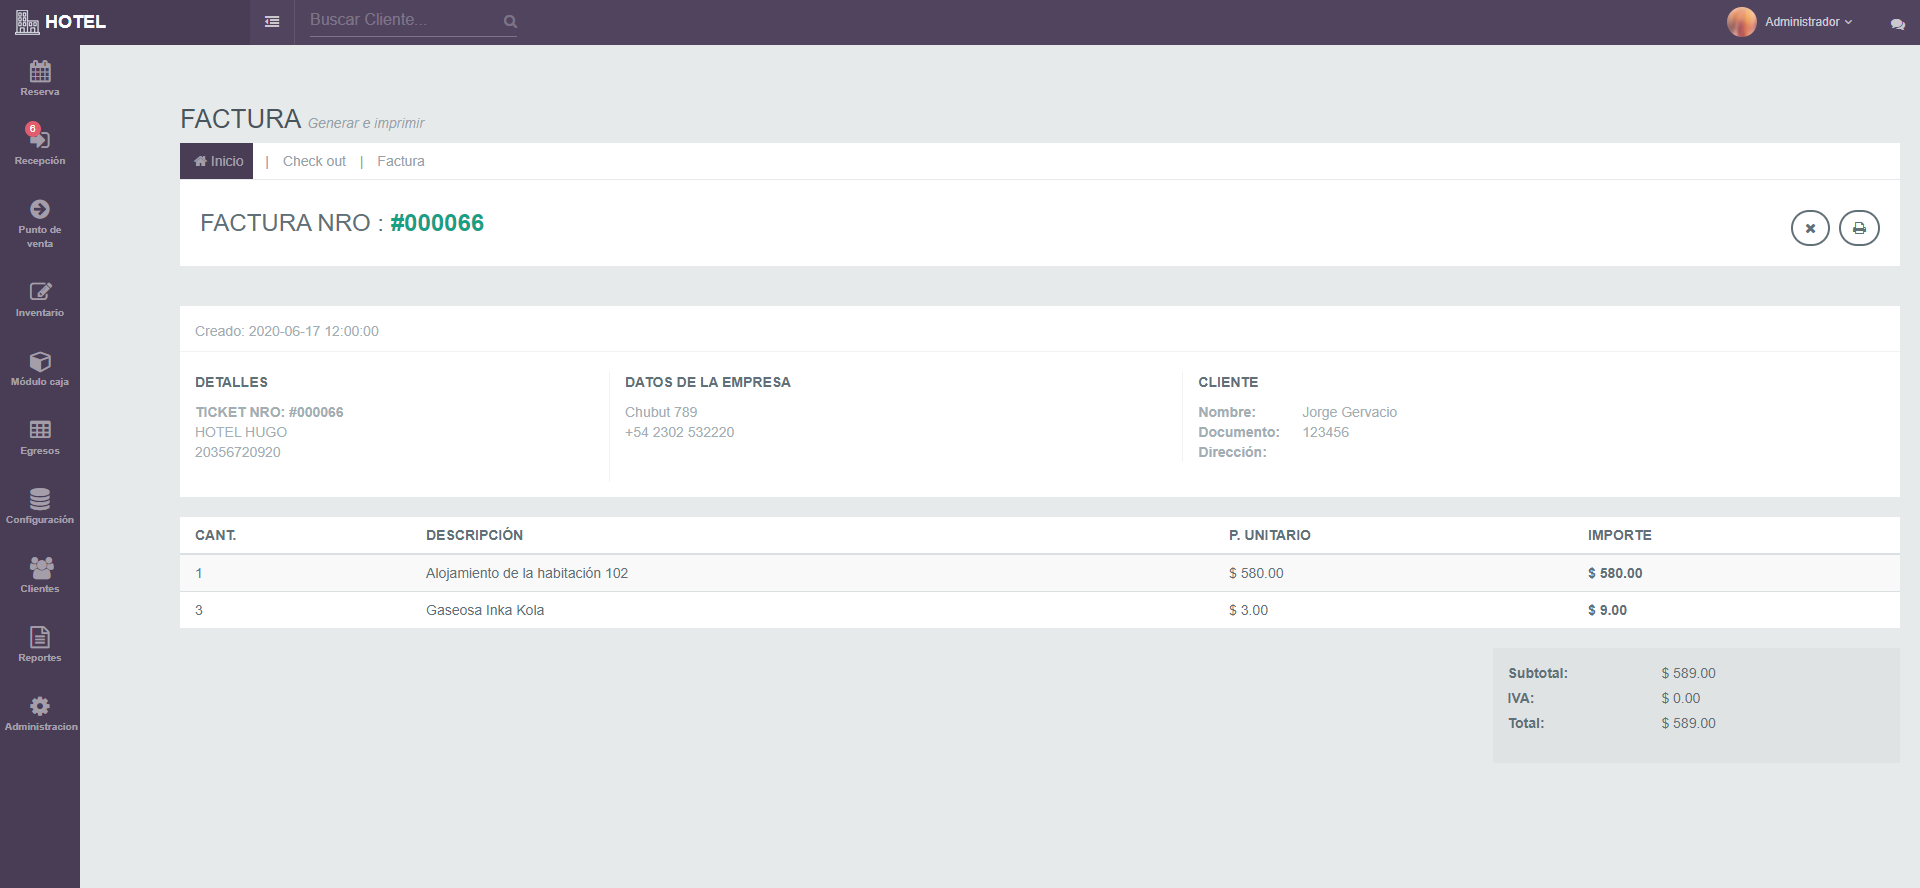 HOTEL
Buscar Cliente...
Administrador
Reserva
6
Recepción
Punto de
venta
Inventario
Módulo caja
Egresos
Configuración
Clientes
Reportes
Administracion
FACTURA Generar e imprimir
Inicio | Check out | Factura
FACTURA NRO : #000066
Creado: 2020-06-17 12:00:00
DETALLES
TICKET NRO: #000066
HOTEL HUGO
20356720920
DATOS DE LA EMPRESA
Chubut 789
+54 2302 532220
CLIENTE
Nombre: Jorge Gervacio
Documento: 123456
Dirección:
CANT. DESCRIPCIÓN P. UNITARIO IMPORTE
1 Alojamiento de la habitación 102 $ 580.00 $ 580.00
3 Gaseosa Inka Kola $ 3.00 $ 9.00
Subtotal: $ 589.00
IVA: $ 0.00
Total: $ 589.00